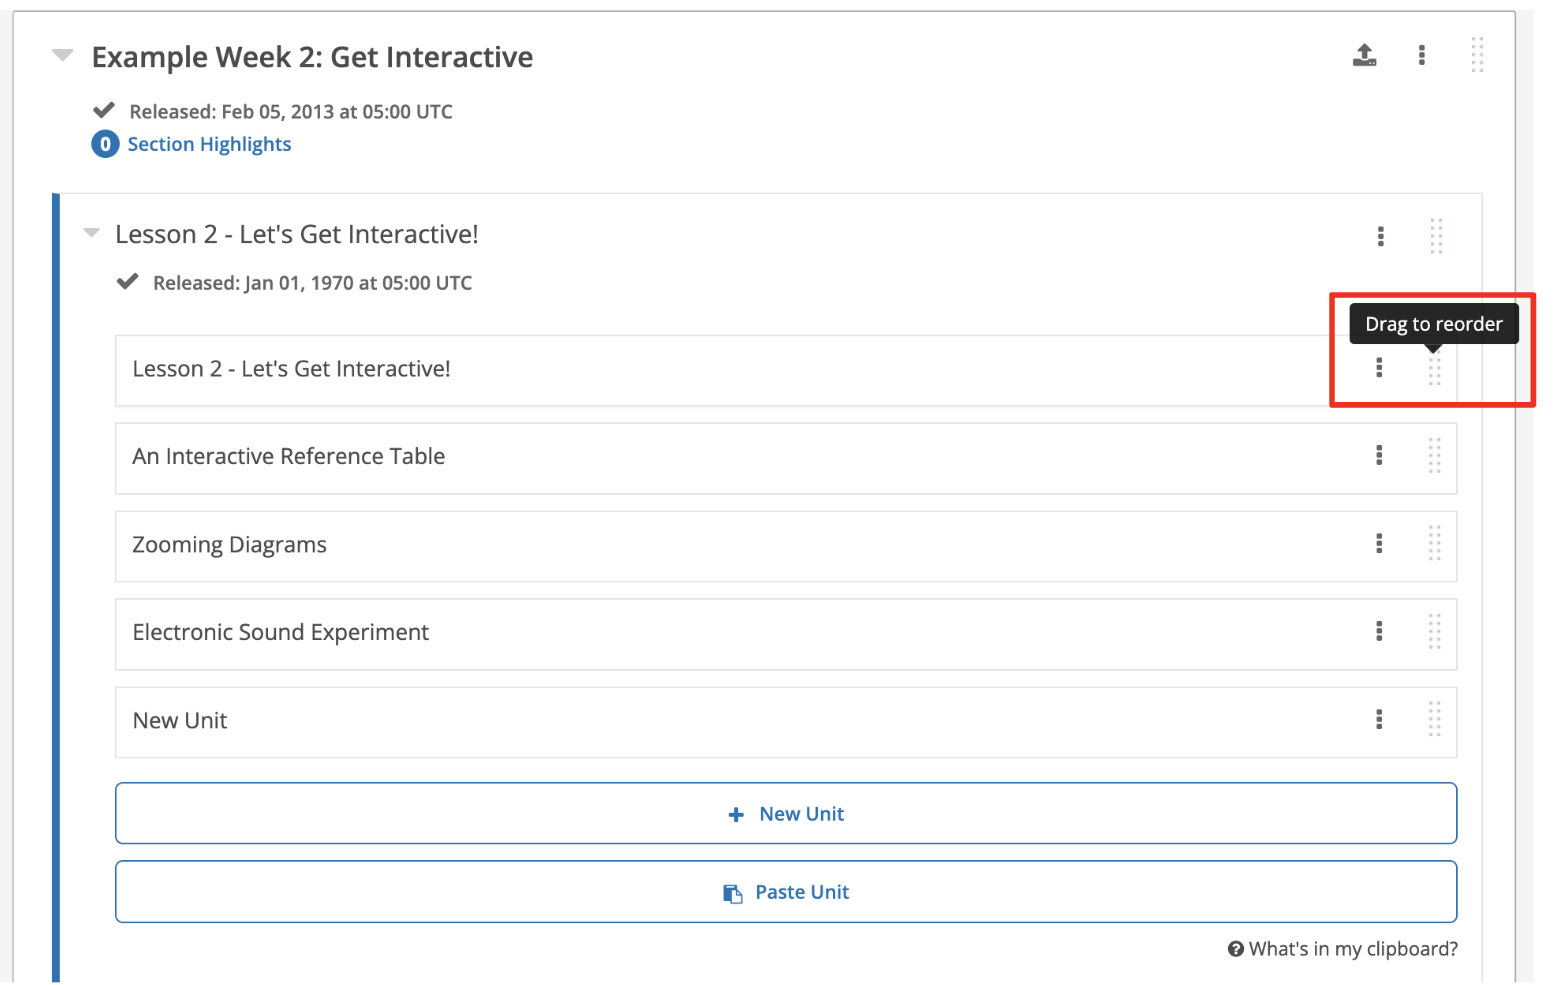 Example Week 2: Get Interactive
Released: Feb 05, 2013 at 05:00 UTC
0 Section Highlights
Lesson 2 - Let's Get Interactive!
Released: Jan 01, 1970 at 05:00 UTC
Drag to reorder
Lesson 2 - Let's Get Interactive!
An Interactive Reference Table
Zooming Diagrams
Electronic Sound Experiment
New Unit
+ New Unit
Paste Unit
? What's in my clipboard?